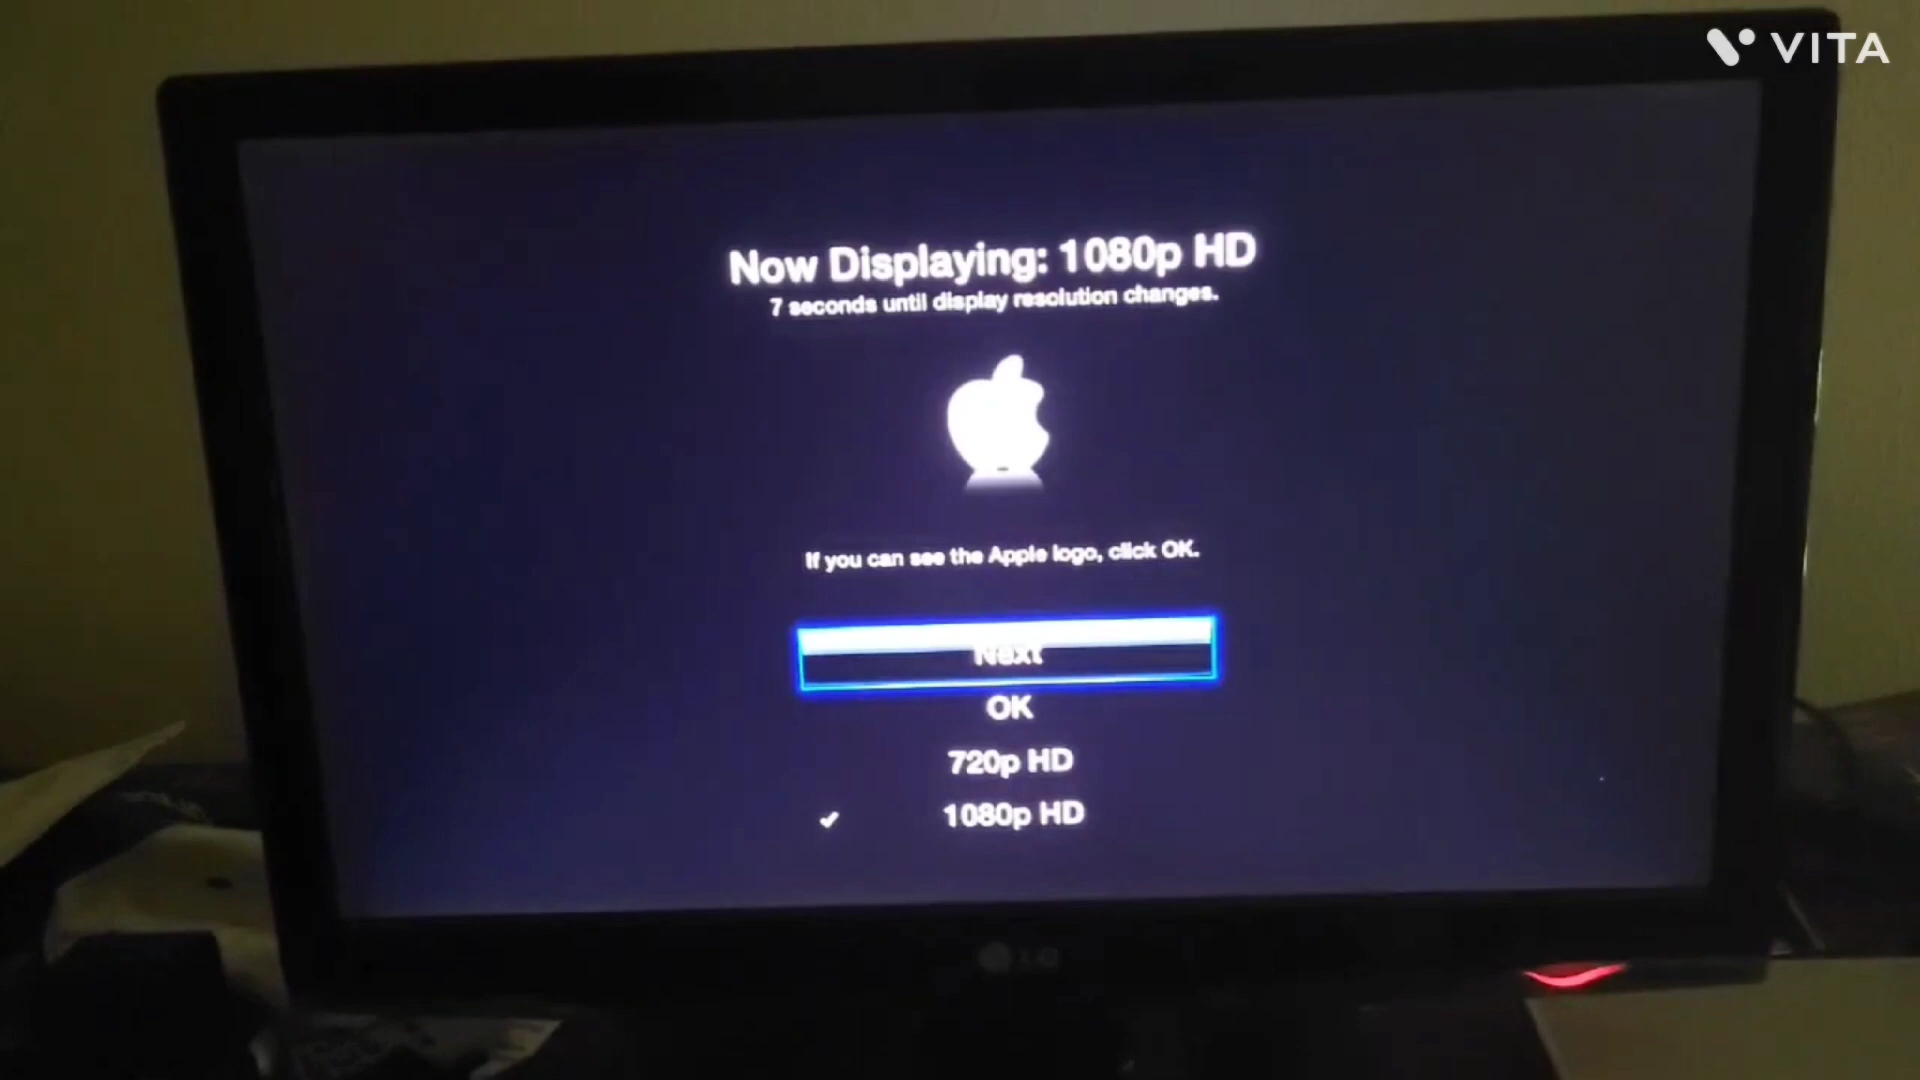 VITA
Now Displaying: 1080p HD
7 seconds until display resolution changes.
If you can see the Apple logo, click OK.
Next
OK
720p HD
✓ 1080p HD
LG